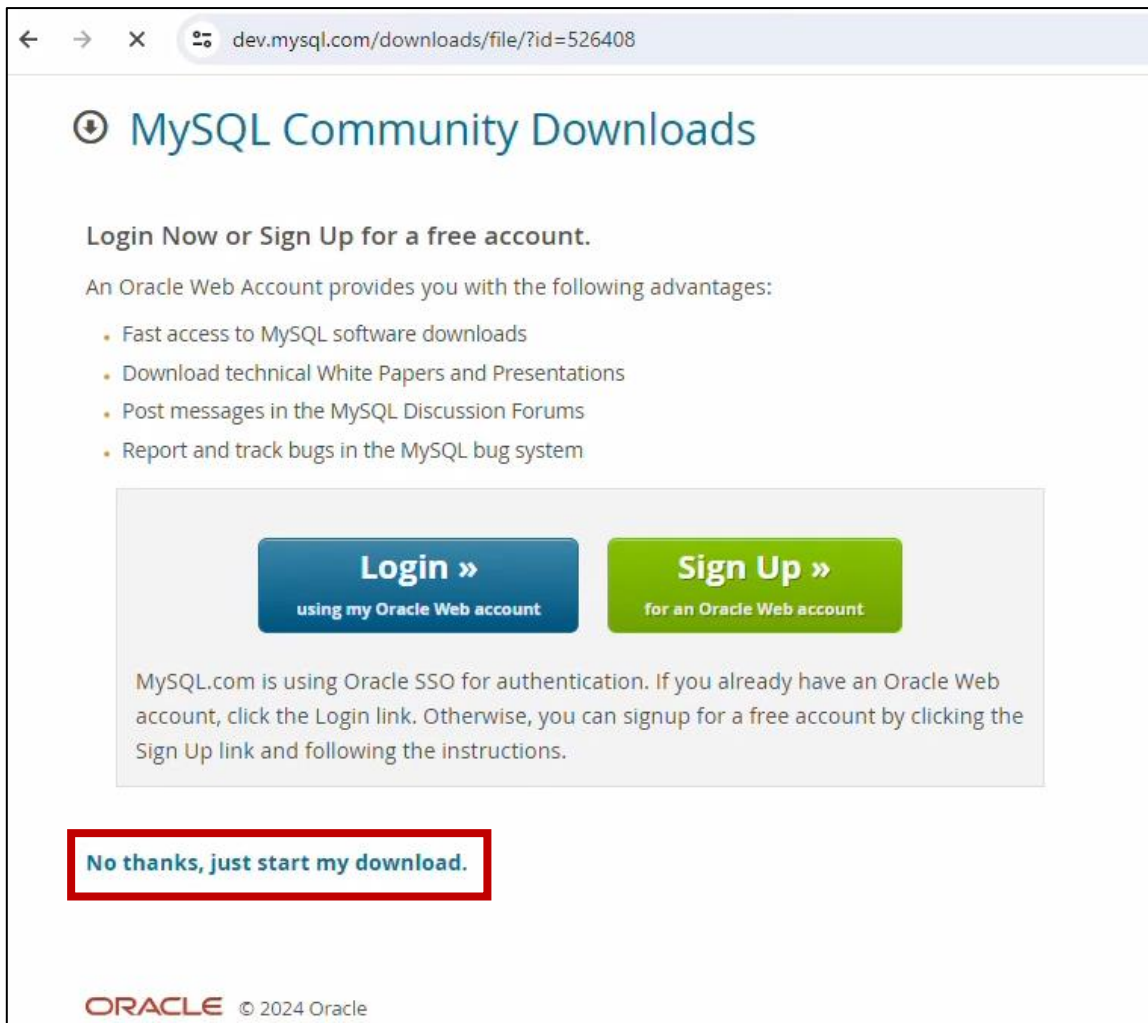 dev.mysql.com/downloads/file/?id=526408
MySQL Community Downloads
Login Now or Sign Up for a free account.
An Oracle Web Account provides you with the following advantages:
Fast access to MySQL software downloads
Download technical White Papers and Presentations
Post messages in the MySQL Discussion Forums
Report and track bugs in the MySQL bug system
Login »
using my Oracle Web account
Sign Up »
for an Oracle Web account
MySQL.com is using Oracle SSO for authentication. If you already have an Oracle Web
account, click the Login link. Otherwise, you can signup for a free account by clicking the
Sign Up link and following the instructions.
No thanks, just start my download.
ORACLE © 2024 Oracle